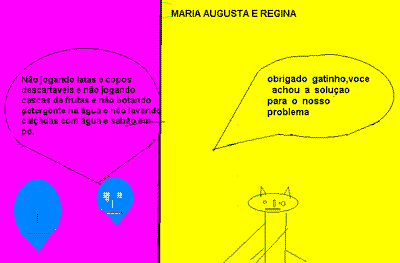 MARIA AUGUSTA E REGINA
Não jogando latas e copos
descartaveis e não jogando
cascas de frutas e não botando
detergente na água e não lavendo
calçadas com água e sabão em
pó.
obrigado gatinho,voce
achou a soluçao
para o nosso
problema